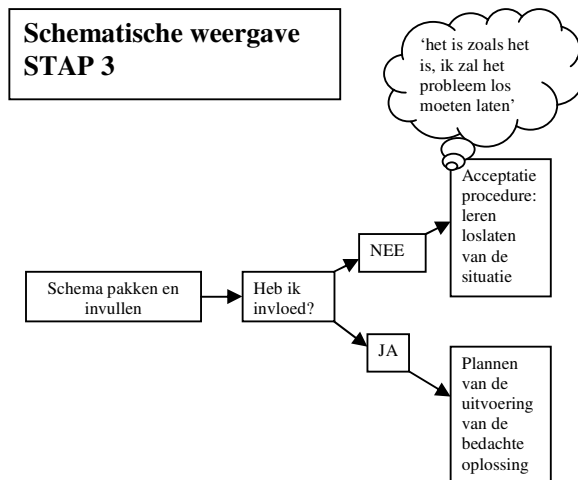 Schematische weergave
STAP 3
‘het is zoals het
is, ik zal het
probleem los
moeten laten’
Acceptatie
procedure:
leren
loslaten
van de
situatie
NEE
Schema pakken en
invullen
Heb ik
invloed?
JA
Plannen
van de
uitvoering
van de
bedachte
oplossing